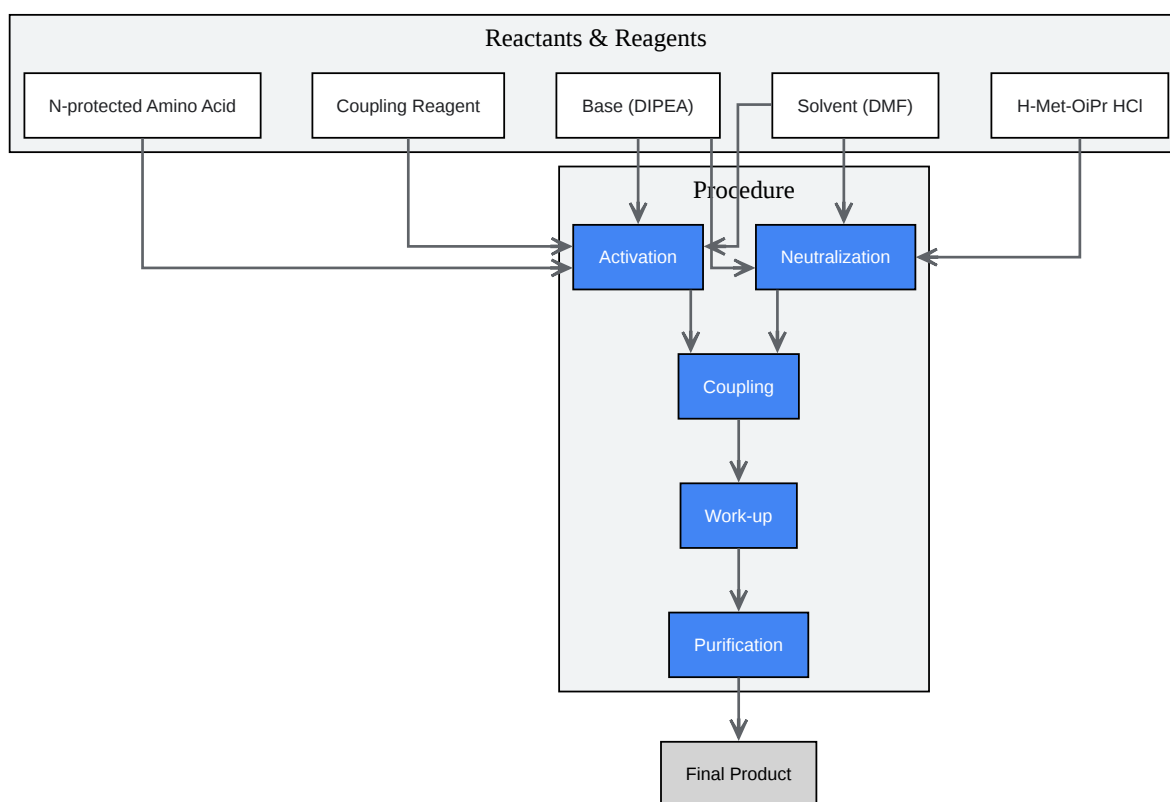 Reactants & Reagents
N-protected Amino Acid
Coupling Reagent
Base (DIPEA)
Solvent (DMF)
H-Met-OiPr HCl
Procedure
Activation
Neutralization
Coupling
Work-up
Purification
Final Product